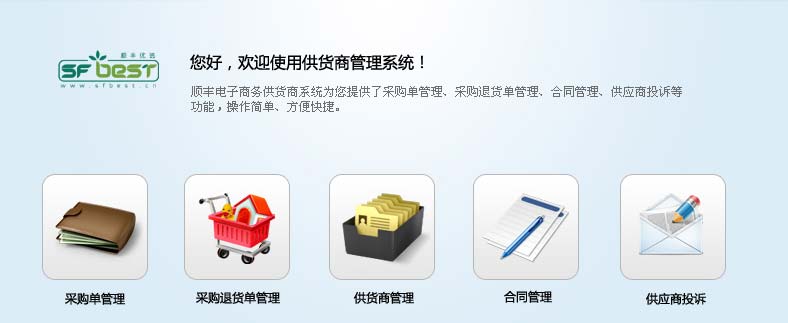 顺丰优选
SF best
www.sfbest.cn
您好，欢迎使用供货商管理系统！
顺丰电子商务供货商系统为您提供了采购单管理、采购退货单管理、合同管理、供应商投诉等
功能，操作简单、方便快捷。
采购单管理
采购退货单管理
供货商管理
合同管理
供应商投诉